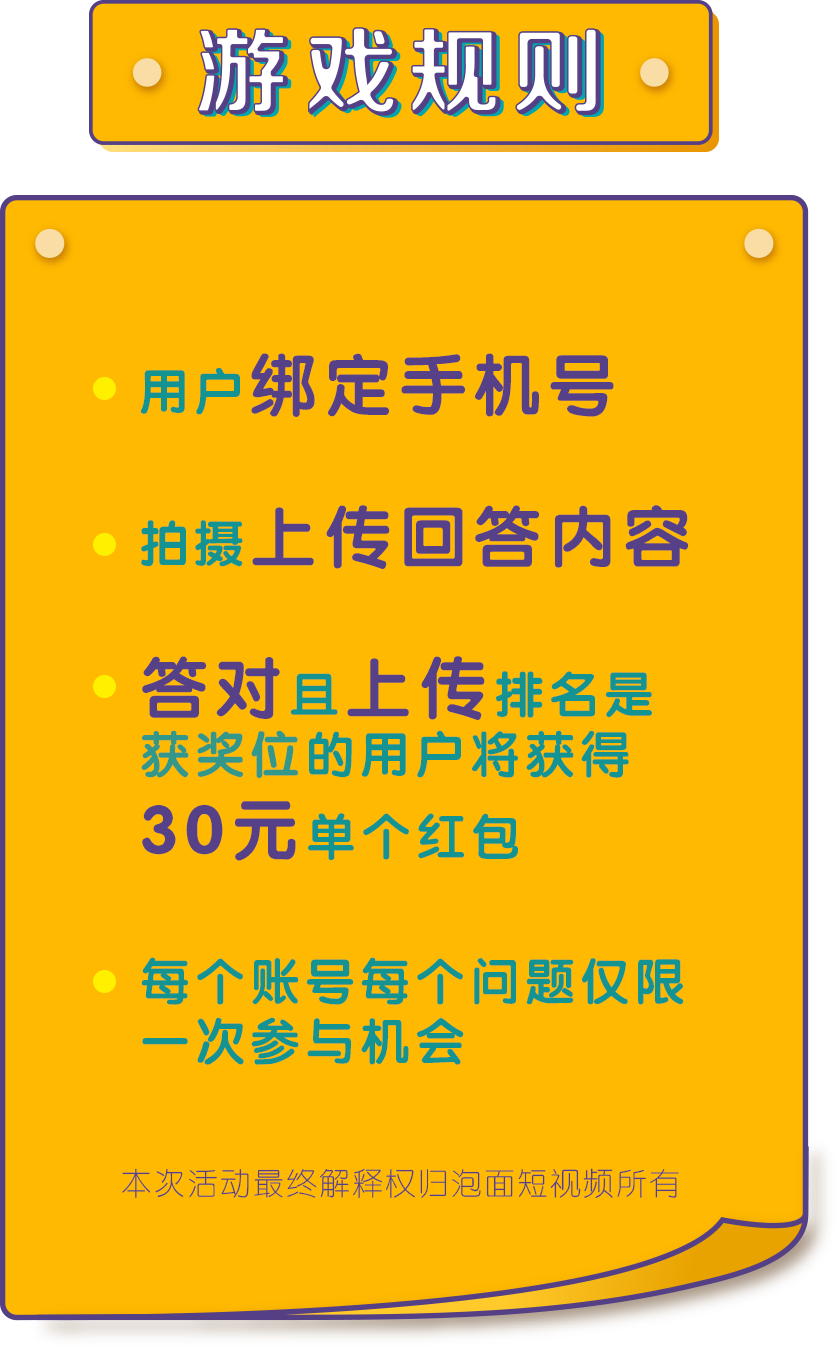 游戏规则
用户绑定手机号
拍摄上传回答内容
答对且上传排名是
获奖位的用户将获得
30元单个红包
每个账号每个问题仅限
一次参与机会
本次活动最终解释权归泡面短视频所有